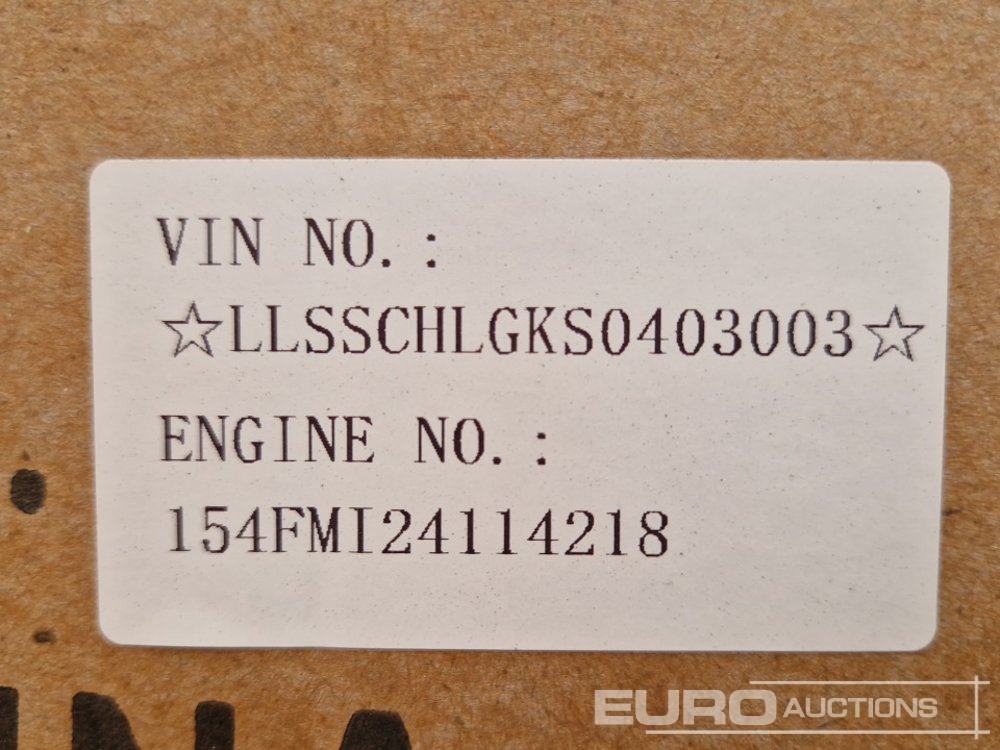 VIN NO.:
☆LLSSCHLGKS0403003☆
ENGINE NO.:
154FMI24114218
EURO AUCTIONS